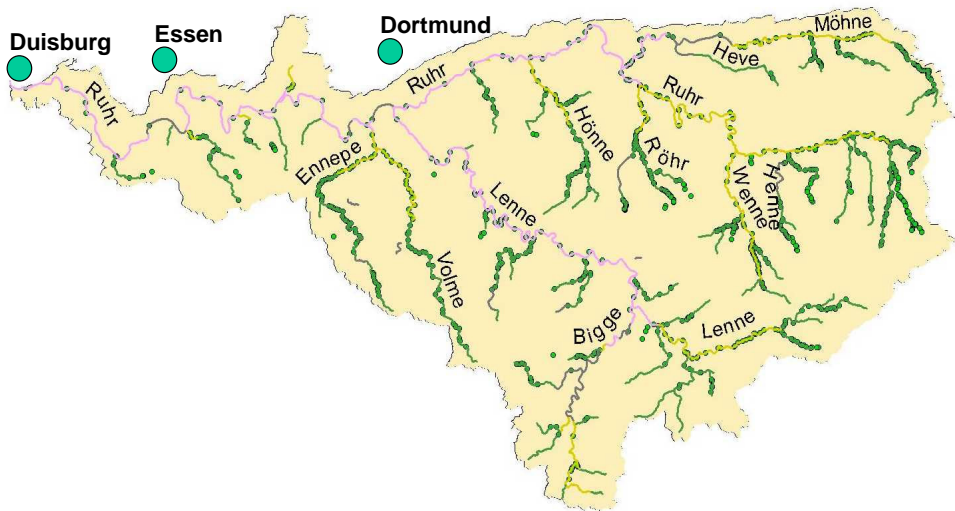 Duisburg
Essen
Dortmund
Möhne
Heve
Ruhr
Ruhr
Ruhr
Hönne
Röhr
Ennepe
Wenne
Henne
Lenne
Volme
Bigge
Lenne